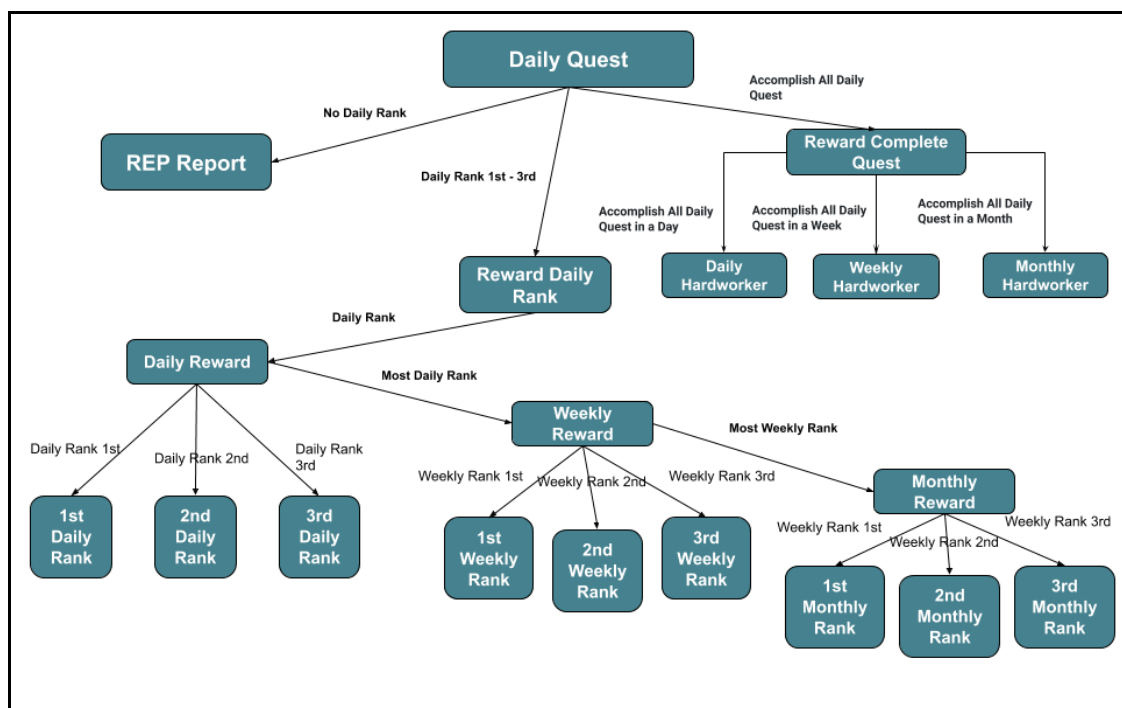 Daily Quest
Accomplish All Daily
Quest
No Daily Rank
REP Report
Reward Complete
Quest
Daily Rank 1st - 3rd
Accomplish All Daily
Quest in a Day
Accomplish All Daily
Quest in a Week
Accomplish All Daily
Quest in a Month
Reward Daily
Rank
Daily
Hardworker
Weekly
Hardworker
Monthly
Hardworker
Daily Rank
Daily Reward
Most Daily Rank
Weekly
Reward
Most Weekly Rank
Daily Rank 1st
Daily Rank 2nd
Daily Rank
3rd
Weekly Rank 1st
Weekly Rank 2nd
Weekly Rank 3rd
Monthly
Reward
1st
Daily
Rank
2nd
Daily
Rank
3rd
Daily
Rank
1st
Weekly
Rank
2nd
Weekly
Rank
3rd
Weekly
Rank
Weekly Rank 1st
Weekly Rank 2nd
Weekly Rank 3rd
1st
Monthly
Rank
2nd
Monthly
Rank
3rd
Monthly
Rank